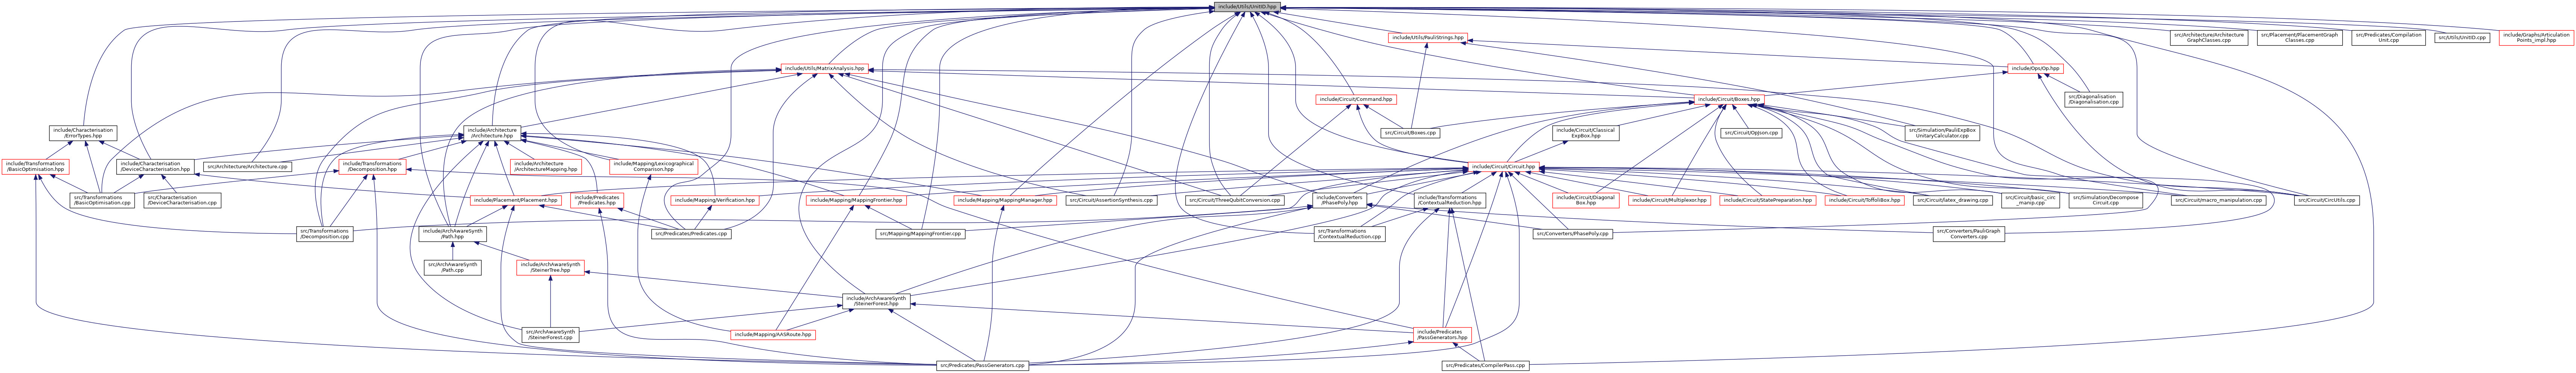 include/Utils/UnitID.hpp
include/Utils/PauliStrings.hpp
src/Architecture/Architecture
GraphClasses.cpp
src/Placement/PlacementGraph
Classes.cpp
src/Predicates/Compilation
Unit.cpp
src/Utils/UnitID.cpp
include/Graphs/Articulation
Points_impl.hpp
include/Utils/MatrixAnalysis.hpp
include/Ops/Op.hpp
include/Circuit/Command.hpp
include/Circuit/Boxes.hpp
src/Diagonalisation
/Diagonalisation.cpp
include/Characterisation
/ErrorTypes.hpp
include/Architecture
/Architecture.hpp
src/Circuit/Boxes.cpp
include/Circuit/Classical
ExpBox.hpp
src/Circuit/OpJson.cpp
src/Simulation/PauliExpBox
UnitaryCalculator.cpp
include/Transformations
/BasicOptimisation.hpp
include/Characterisation
/DeviceCharacterisation.hpp
src/Architecture/Architecture.cpp
include/Transformations
/Decomposition.hpp
include/Architecture
/ArchitectureMapping.hpp
include/Mapping/Lexicographical
Comparison.hpp
include/Circuit/Circuit.hpp
src/Transformations
/BasicOptimisation.cpp
src/Characterisation
/DeviceCharacterisation.cpp
include/Placement/Placement.hpp
include/Predicates
/Predicates.hpp
include/Mapping/Verification.hpp
include/Mapping/MappingFrontier.hpp
include/Mapping/MappingManager.hpp
src/Circuit/AssertionSynthesis.cpp
src/Circuit/ThreeQubitConversion.cpp
include/Converters
/PhasePoly.hpp
include/Transformations
/ContextualReduction.hpp
include/Circuit/Diagonal
Box.hpp
include/Circuit/Multiplexor.hpp
include/Circuit/StatePreparation.hpp
include/Circuit/ToffoliBox.hpp
src/Circuit/latex_drawing.cpp
src/Circuit/basic_circ
_manip.cpp
src/Simulation/Decompose
Circuit.cpp
src/Circuit/macro_manipulation.cpp
src/Circuit/CircUtils.cpp
src/Transformations
/Decomposition.cpp
include/ArchAwareSynth
/Path.hpp
src/Predicates/Predicates.cpp
src/Mapping/MappingFrontier.cpp
src/Transformations
/ContextualReduction.cpp
src/Converters/PhasePoly.cpp
src/Converters/PauliGraph
Converters.cpp
src/ArchAwareSynth
/Path.cpp
include/ArchAwareSynth
/SteinerTree.hpp
include/ArchAwareSynth
/SteinerForest.hpp
src/ArchAwareSynth
/SteinerForest.cpp
include/Mapping/AASRoute.hpp
include/Predicates
/PassGenerators.hpp
src/Predicates/PassGenerators.cpp
src/Predicates/CompilerPass.cpp